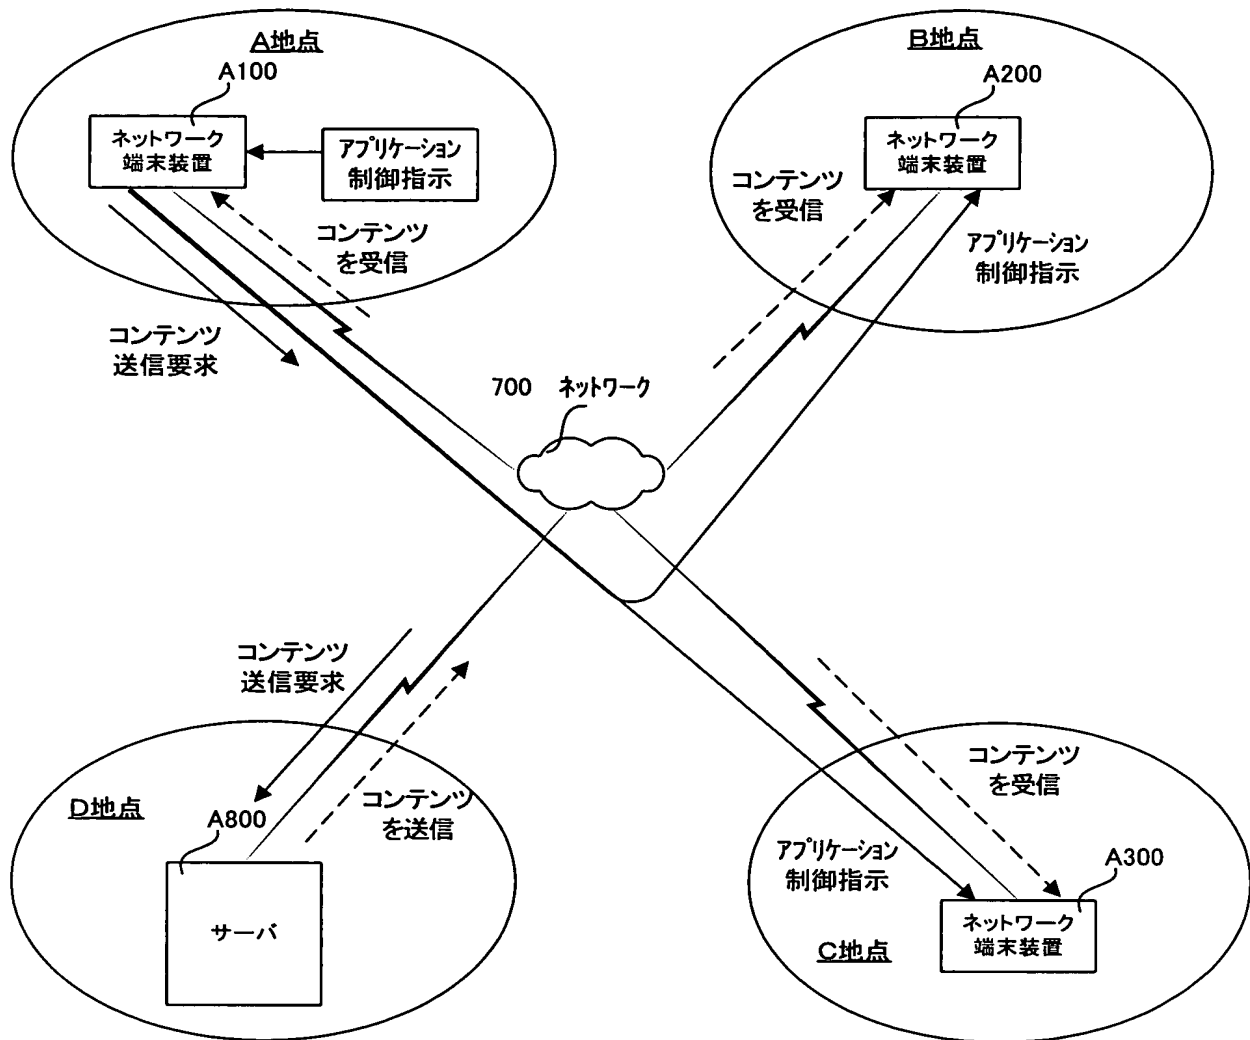 A地点
A100
ネットワーク
端末装置
アプリケーション
制御指示
コンテンツ
を受信
コンテンツ
送信要求
B地点
A200
ネットワーク
端末装置
コンテンツ
を受信
アプリケーション
制御指示
700 ネットワーク
コンテンツ
送信要求
D地点
A800
コンテンツ
を送信
サーバ
コンテンツ
を受信
アプリケーション
制御指示
A300
ネットワーク
端末装置
C地点